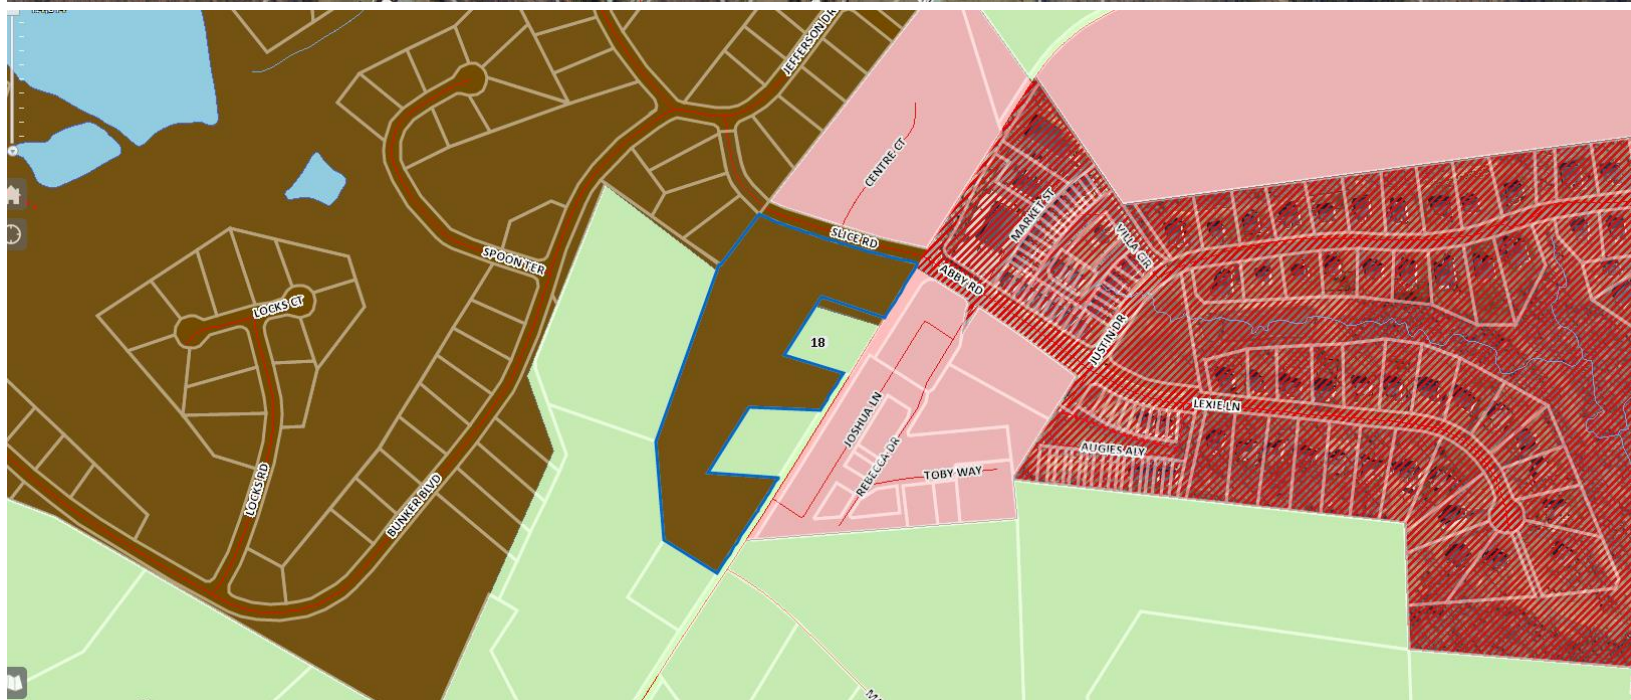 JEFFERSON DR
CENTRE CT
MARKET ST
SLICE RD
VILLA CIR
SPOON TER
ABBY RD
LOCKS CT
JUSTIN DR
18
LEXIE LN
JOSHUA LN
AUGIES ALY
REBECCA DR
TOBY WAY
LOCKS RD
BUNKER BLVD